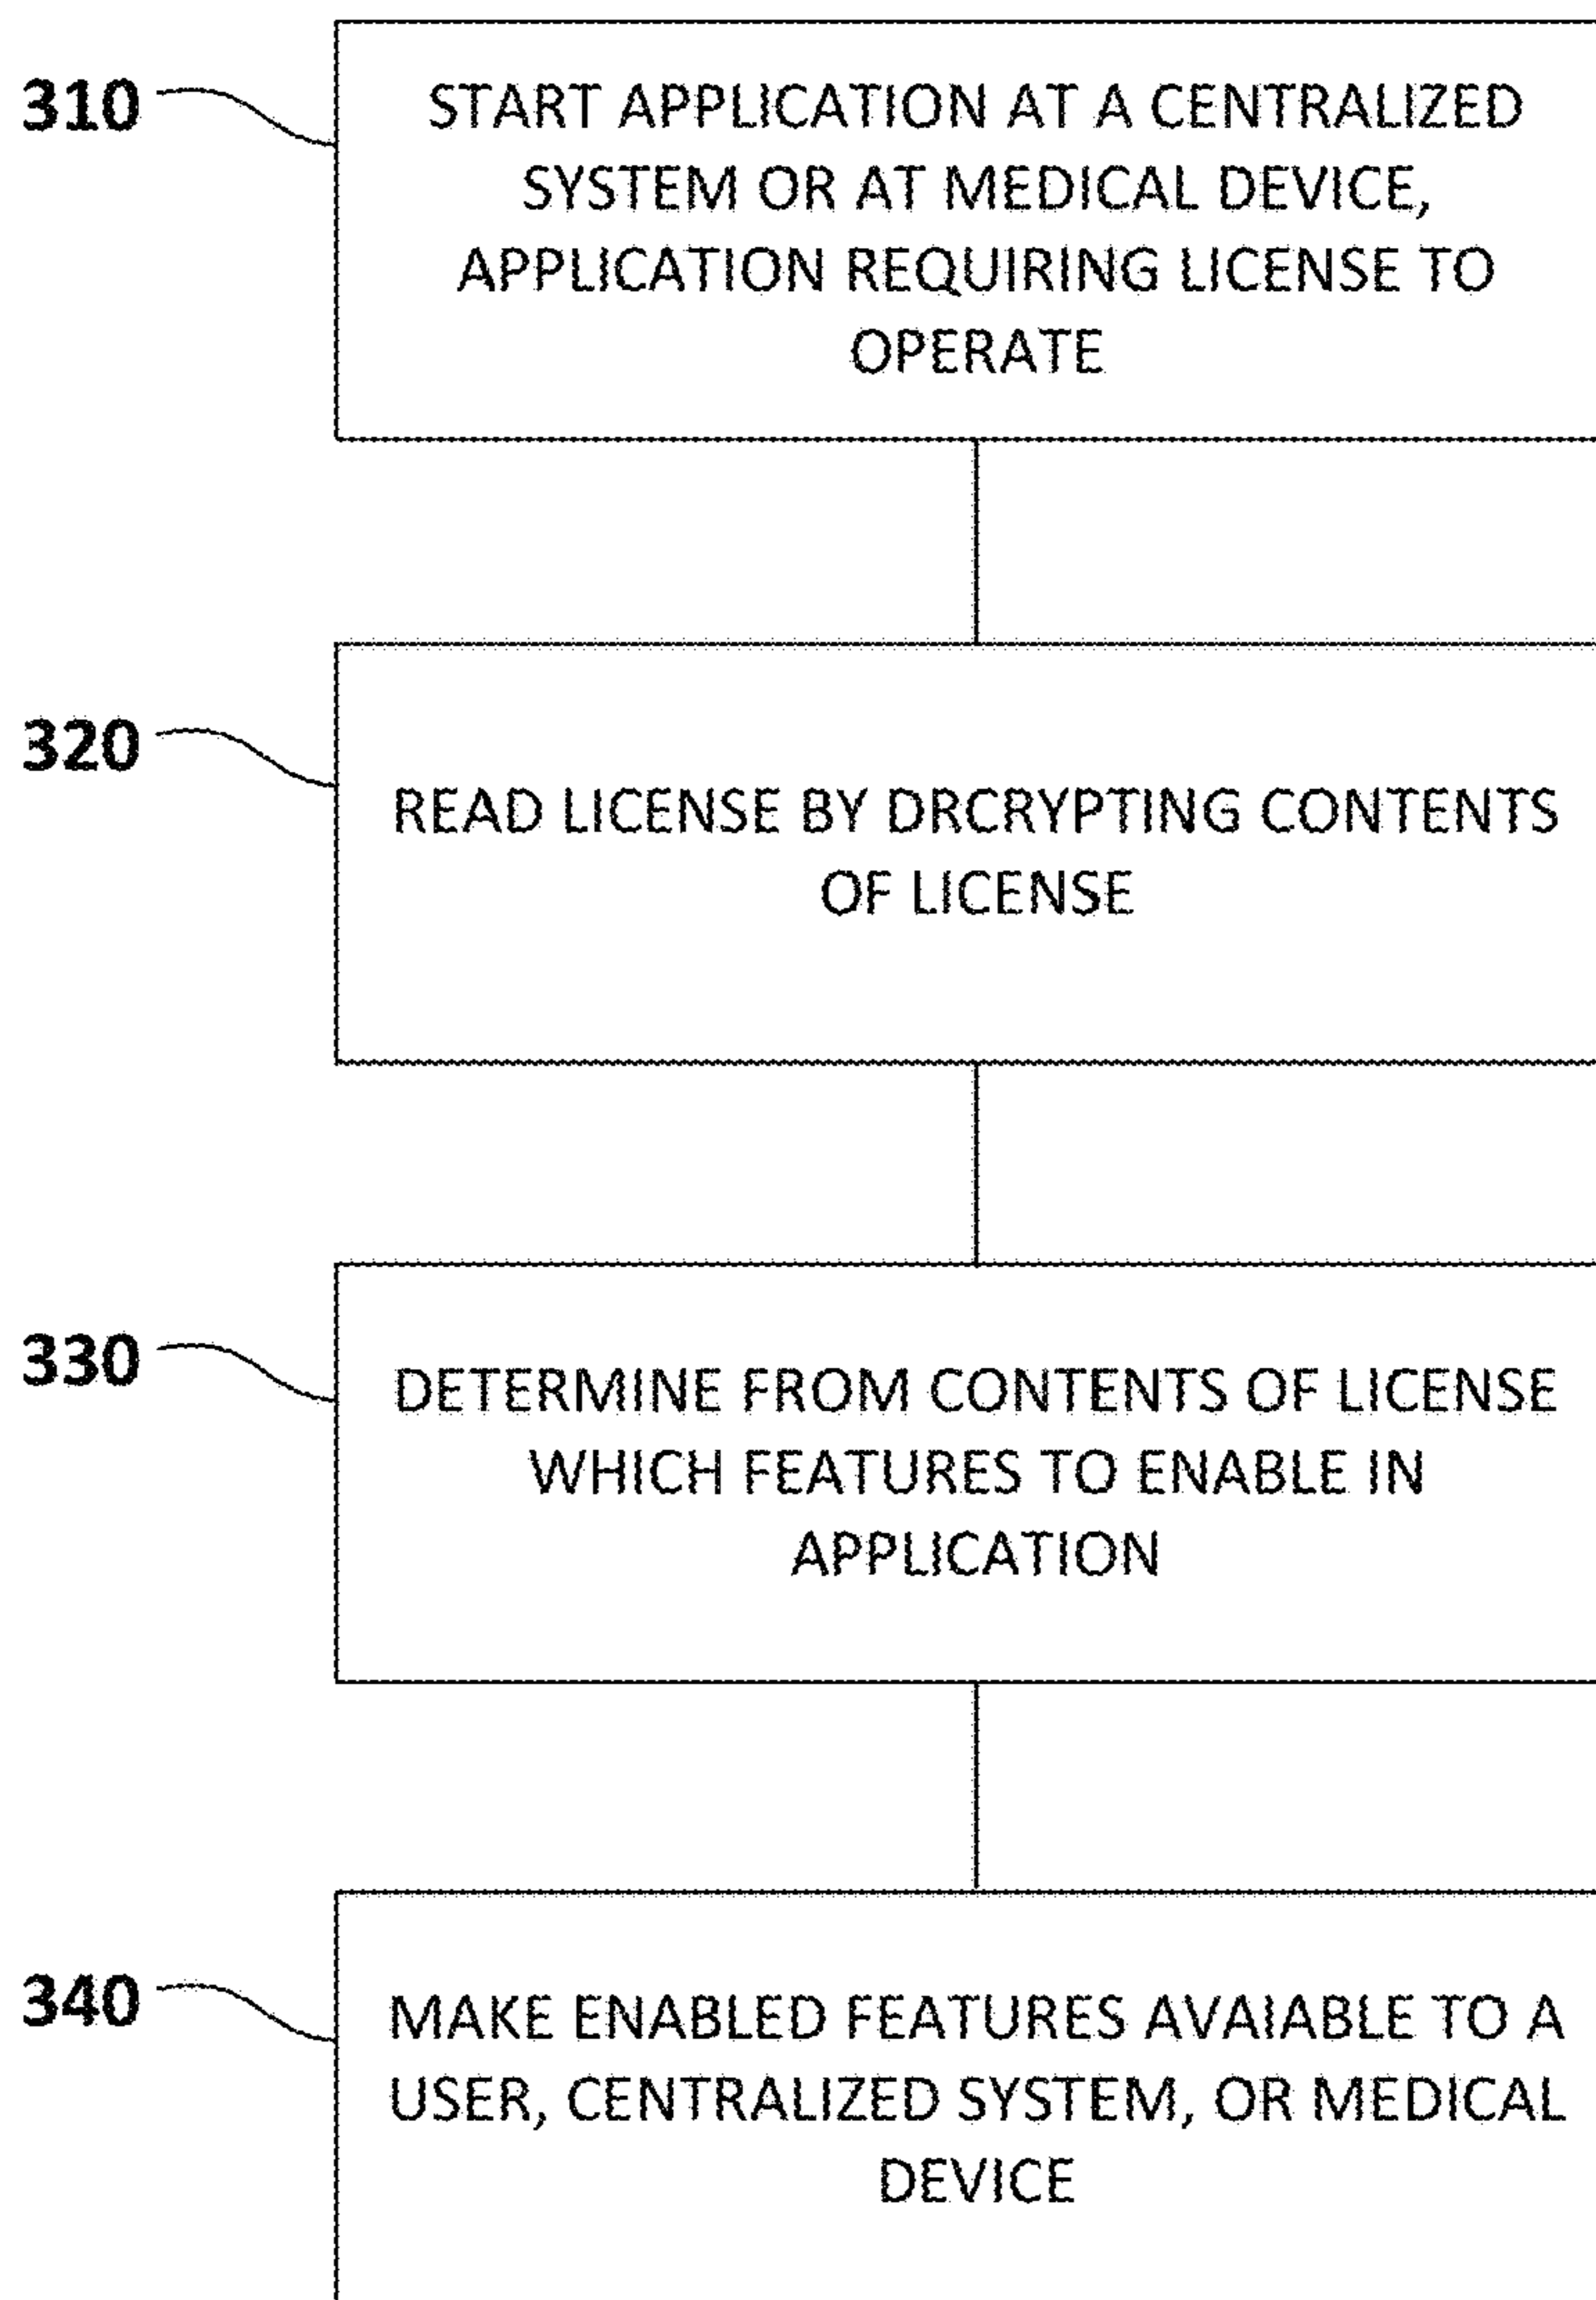 310
START APPLICATION AT A CENTRALIZED
SYSTEM OR AT MEDICAL DEVICE,
APPLICATION REQUIRING LICENSE TO
OPERATE
320
READ LICENSE BY DRCRYPTING CONTENTS
OF LICENSE
330
DETERMINE FROM CONTENTS OF LICENSE
WHICH FEATURES TO ENABLE IN
APPLICATION
340
MAKE ENABLED FEATURES AVAIABLE TO A
USER, CENTRALIZED SYSTEM, OR MEDICAL
DEVICE